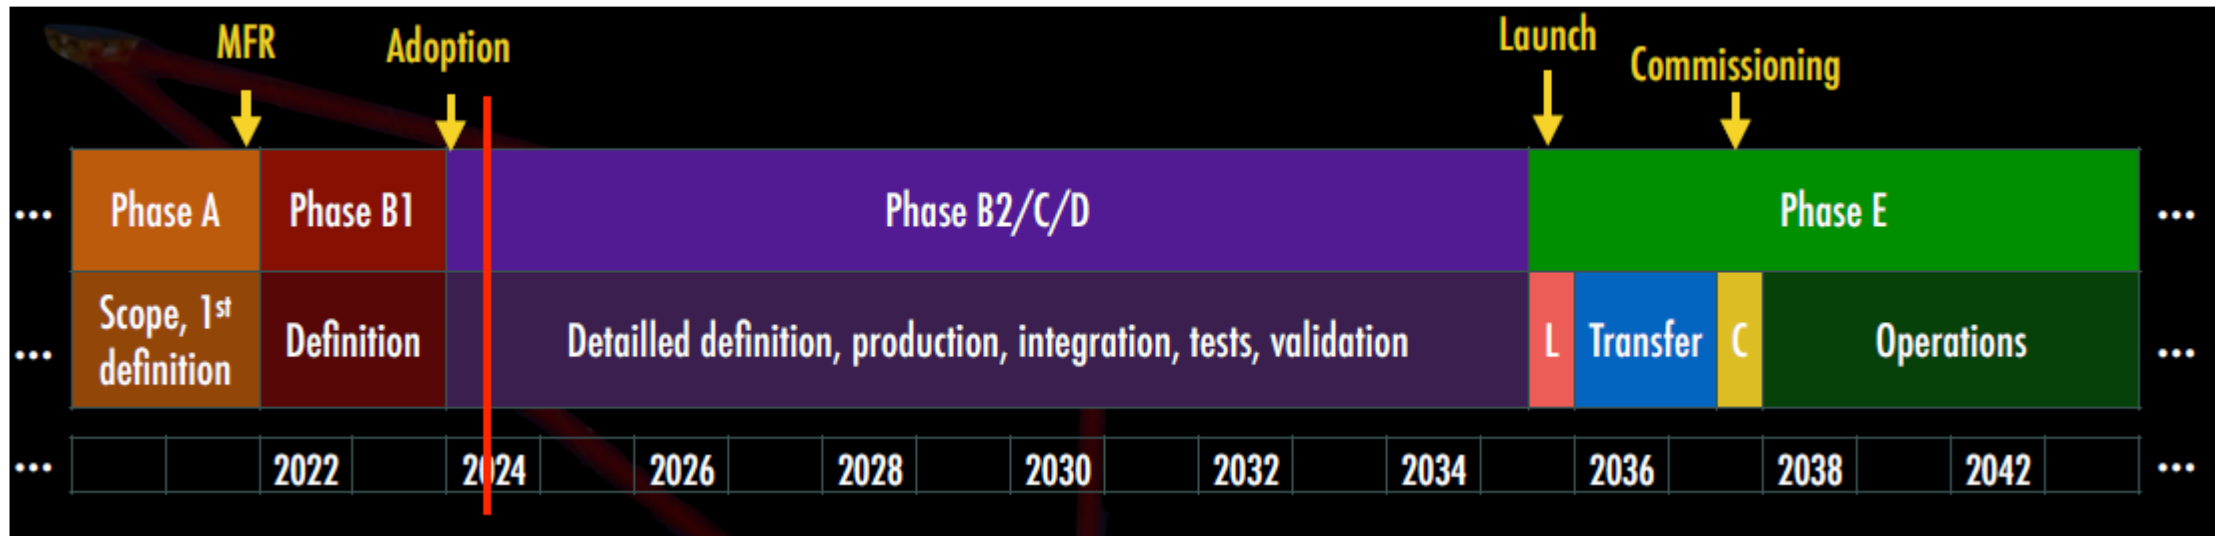 MFR
Adoption
Launch
Commissioning
... Phase A Phase B1 Phase B2/C/D Phase E ...
... Scope, 1st
definition
Definition
Detailled definition, production, integration, tests, validation
L
Transfer
C
Operations
...
... 2022 2024 2026 2028 2030 2032 2034 2036 2038 2042 ...